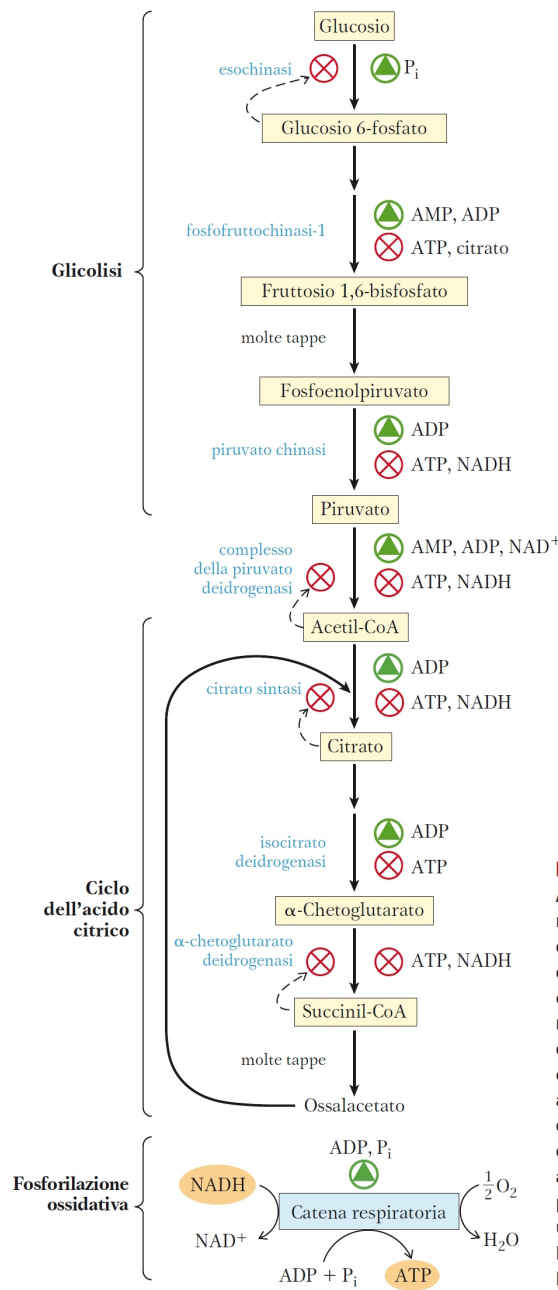 Glucosio
esochinasi
Pi
Glucosio 6-fosfato
AMP, ADP
fosfofruttochinasi-1
ATP, citrato
Glicolisi
Fruttosio 1,6-bisfosfato
molte tappe
Fosfoenolpiruvato
ADP
piruvato chinasi
ATP, NADH
Piruvato
complesso
della piruvato
deidrogenasi
AMP, ADP, NAD+
ATP, NADH
Acetil-CoA
ADP
citrato sintasi
ATP, NADH
Citrato
isocitrato
deidrogenasi
ADP
ATP
Ciclo
dell'acido
citrico
α-Chetoglutarato
α-chetoglutarato
deidrogenasi
ATP, NADH
Succinil-CoA
molte tappe
Ossalacetato
Fosforilazione
ossidativa
ADP, Pi
NADH
Catena respiratoria
½O2
NAD+
H2O
ADP + Pi
ATP